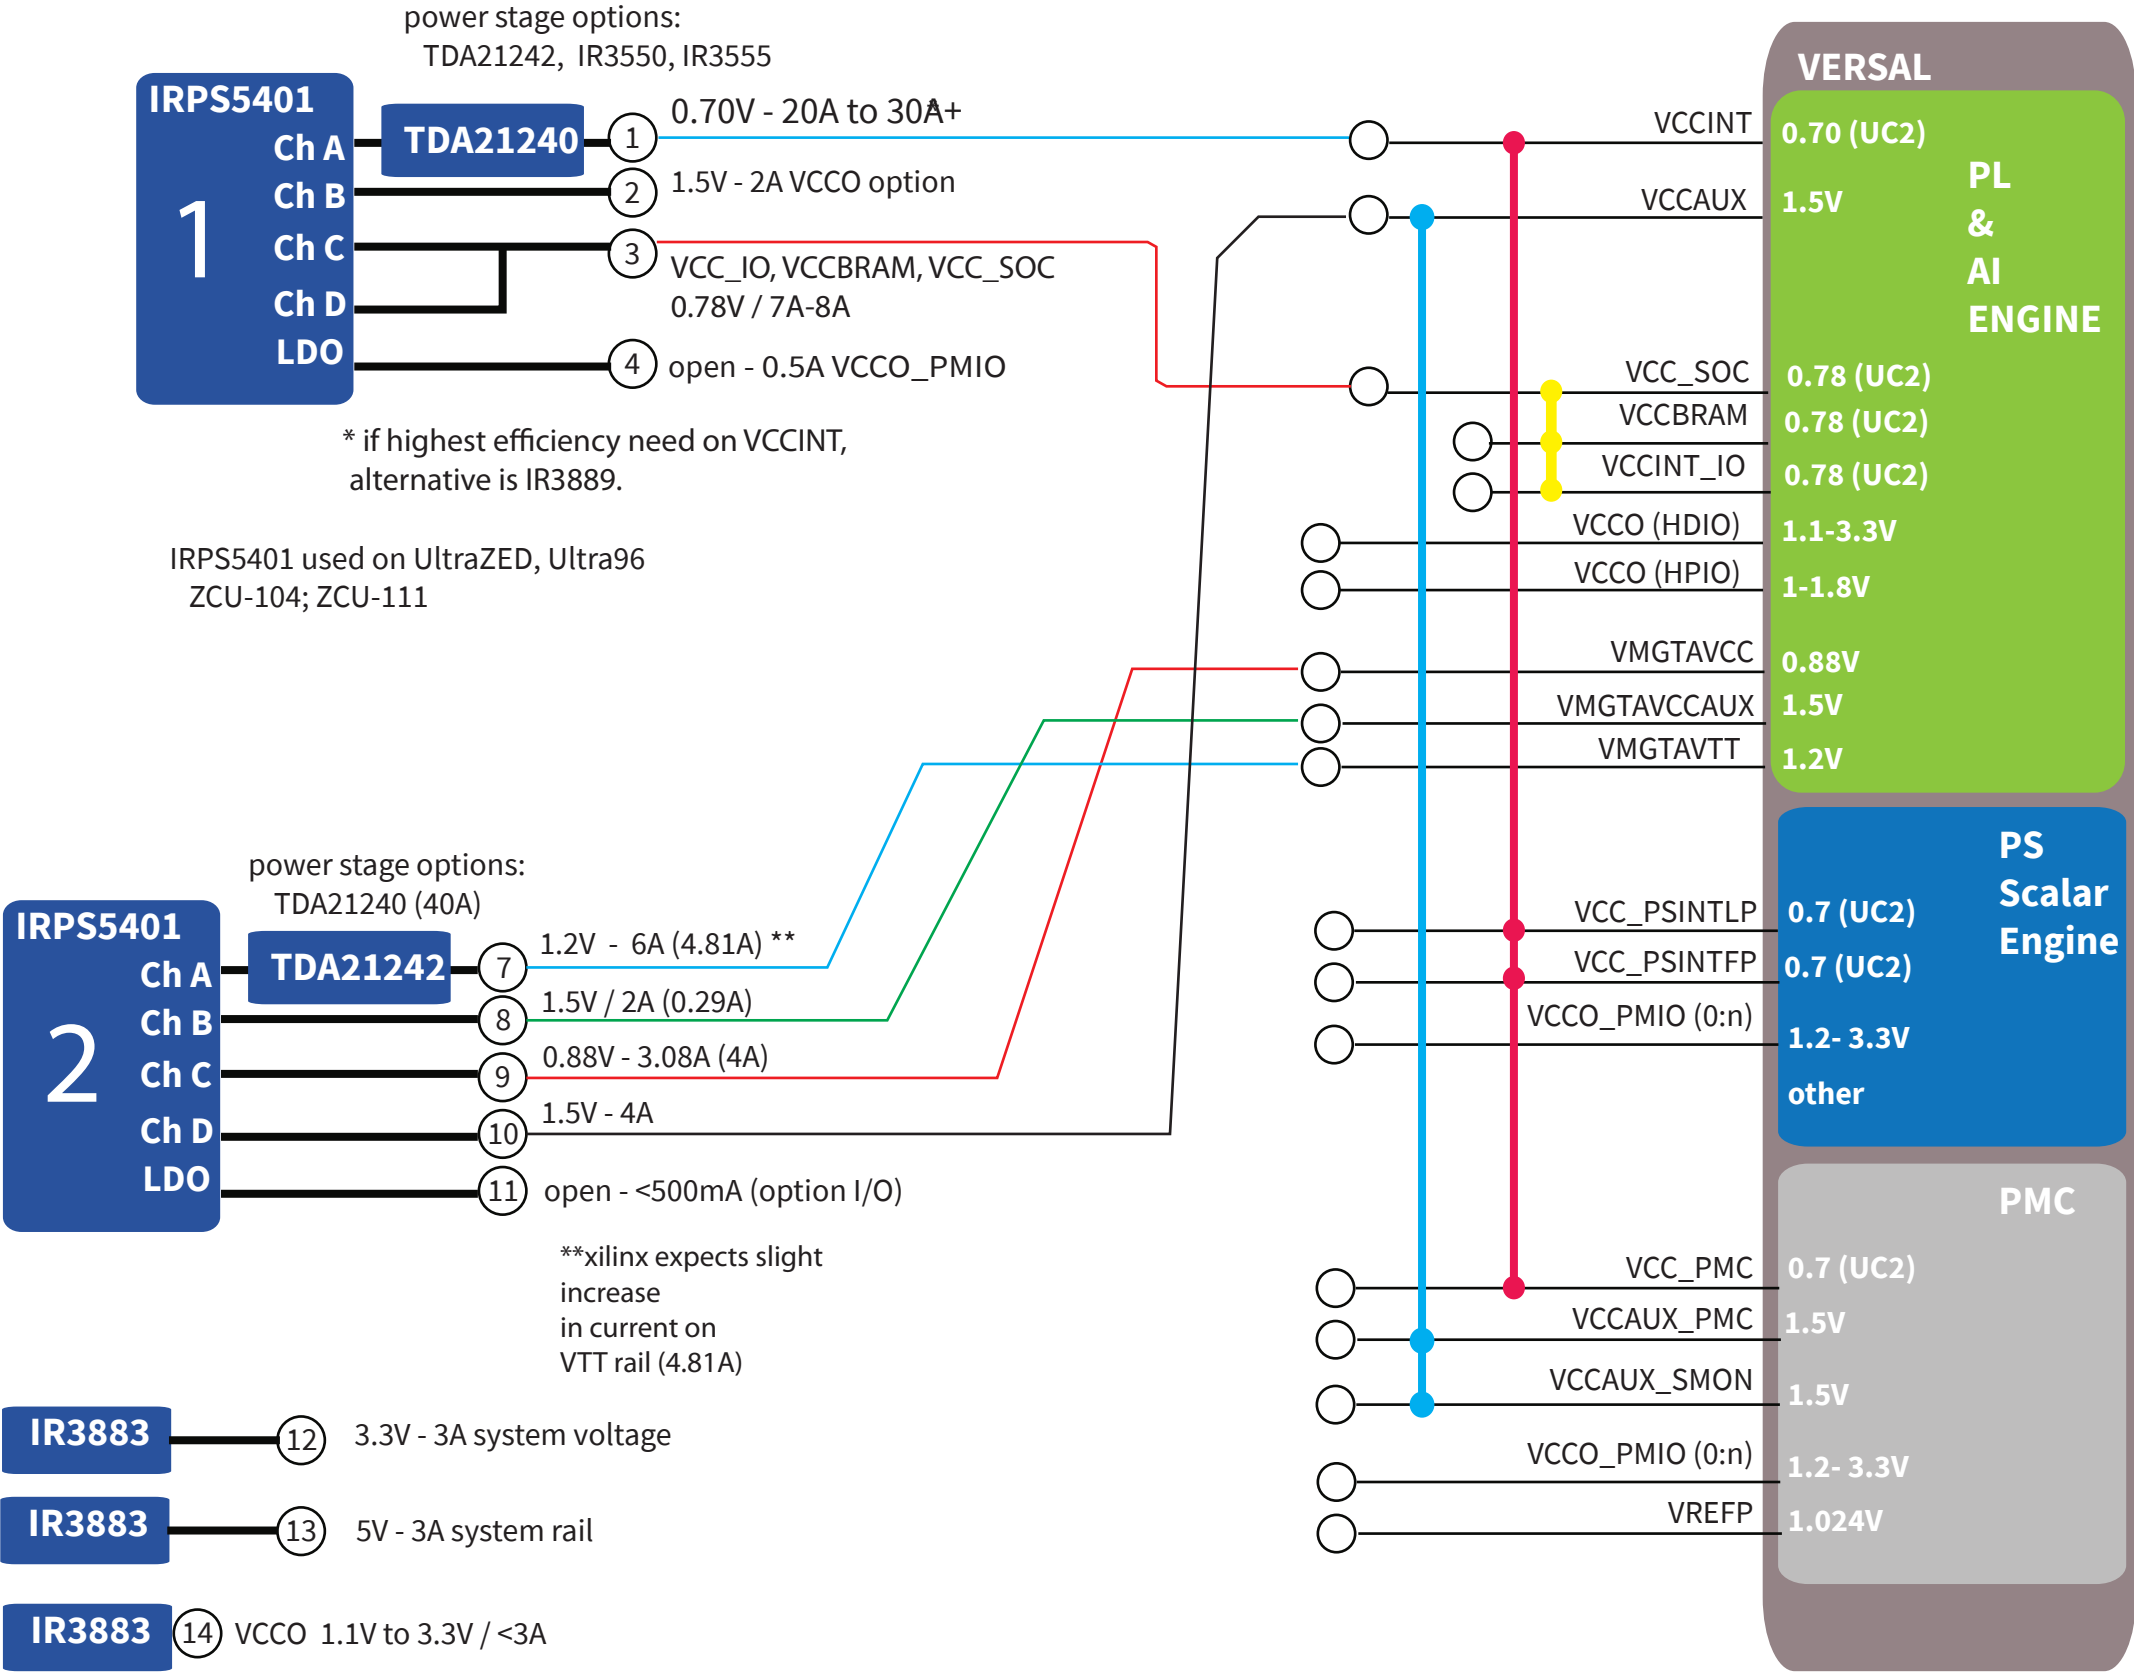 power stage options:
TDA21242, IR3550, IR3555
IRPS5401
1
Ch A
Ch B
Ch C
Ch D
LDO
TDA21240
1
0.70V - 20A to 30A+
*
2
1.5V - 2A VCCO option
3
VCC_IO, VCCBRAM, VCC_SOC
0.78V / 7A-8A
4
open - 0.5A VCCO_PMIO
* if highest efficiency need on VCCINT,
alternative is IR3889.
IRPS5401 used on UltraZED, Ultra96
ZCU-104; ZCU-111
power stage options:
TDA21240 (40A)
IRPS5401
2
Ch A
Ch B
Ch C
Ch D
LDO
TDA21242
7
1.2V - 6A (4.81A) **
8
1.5V / 2A (0.29A)
9
0.88V - 3.08A (4A)
10
1.5V - 4A
11
open - <500mA (option I/O)
**xilinx expects slight
increase
in current on
VTT rail (4.81A)
IR3883
12
3.3V - 3A system voltage
IR3883
13
5V - 3A system rail
IR3883
14
VCCO 1.1V to 3.3V / <3A
VERSAL
PL
&
AI
ENGINE
VCCINT
0.70 (UC2)
VCCAUX
1.5V
VCC_SOC
0.78 (UC2)
VCCBRAM
0.78 (UC2)
VCCINT_IO
0.78 (UC2)
VCCO (HDIO)
1.1-3.3V
VCCO (HPIO)
1-1.8V
VMGTAVCC
0.88V
VMGTAVCCAUX
1.5V
VMGTAVTT
1.2V
PS
Scalar
Engine
VCC_PSINTLP
0.7 (UC2)
VCC_PSINTFP
0.7 (UC2)
VCCO_PMIO (0:n)
1.2- 3.3V
other
PMC
VCC_PMC
0.7 (UC2)
VCCAUX_PMC
1.5V
VCCAUX_SMON
1.5V
VCCO_PMIO (0:n)
1.2- 3.3V
VREFP
1.024V